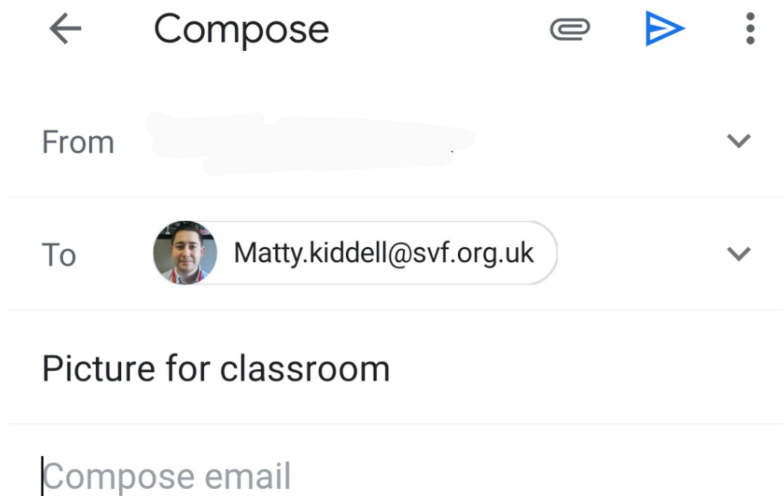 Compose
From
To Matty.kiddell@svf.org.uk
Picture for classroom
Compose email